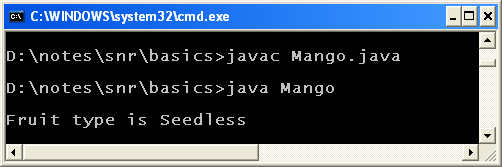 C:\WINDOWS\system32\cmd.exe
D:\notes\snr\basics>javac Mango.java
D:\notes\snr\basics>java Mango
Fruit type is Seedless